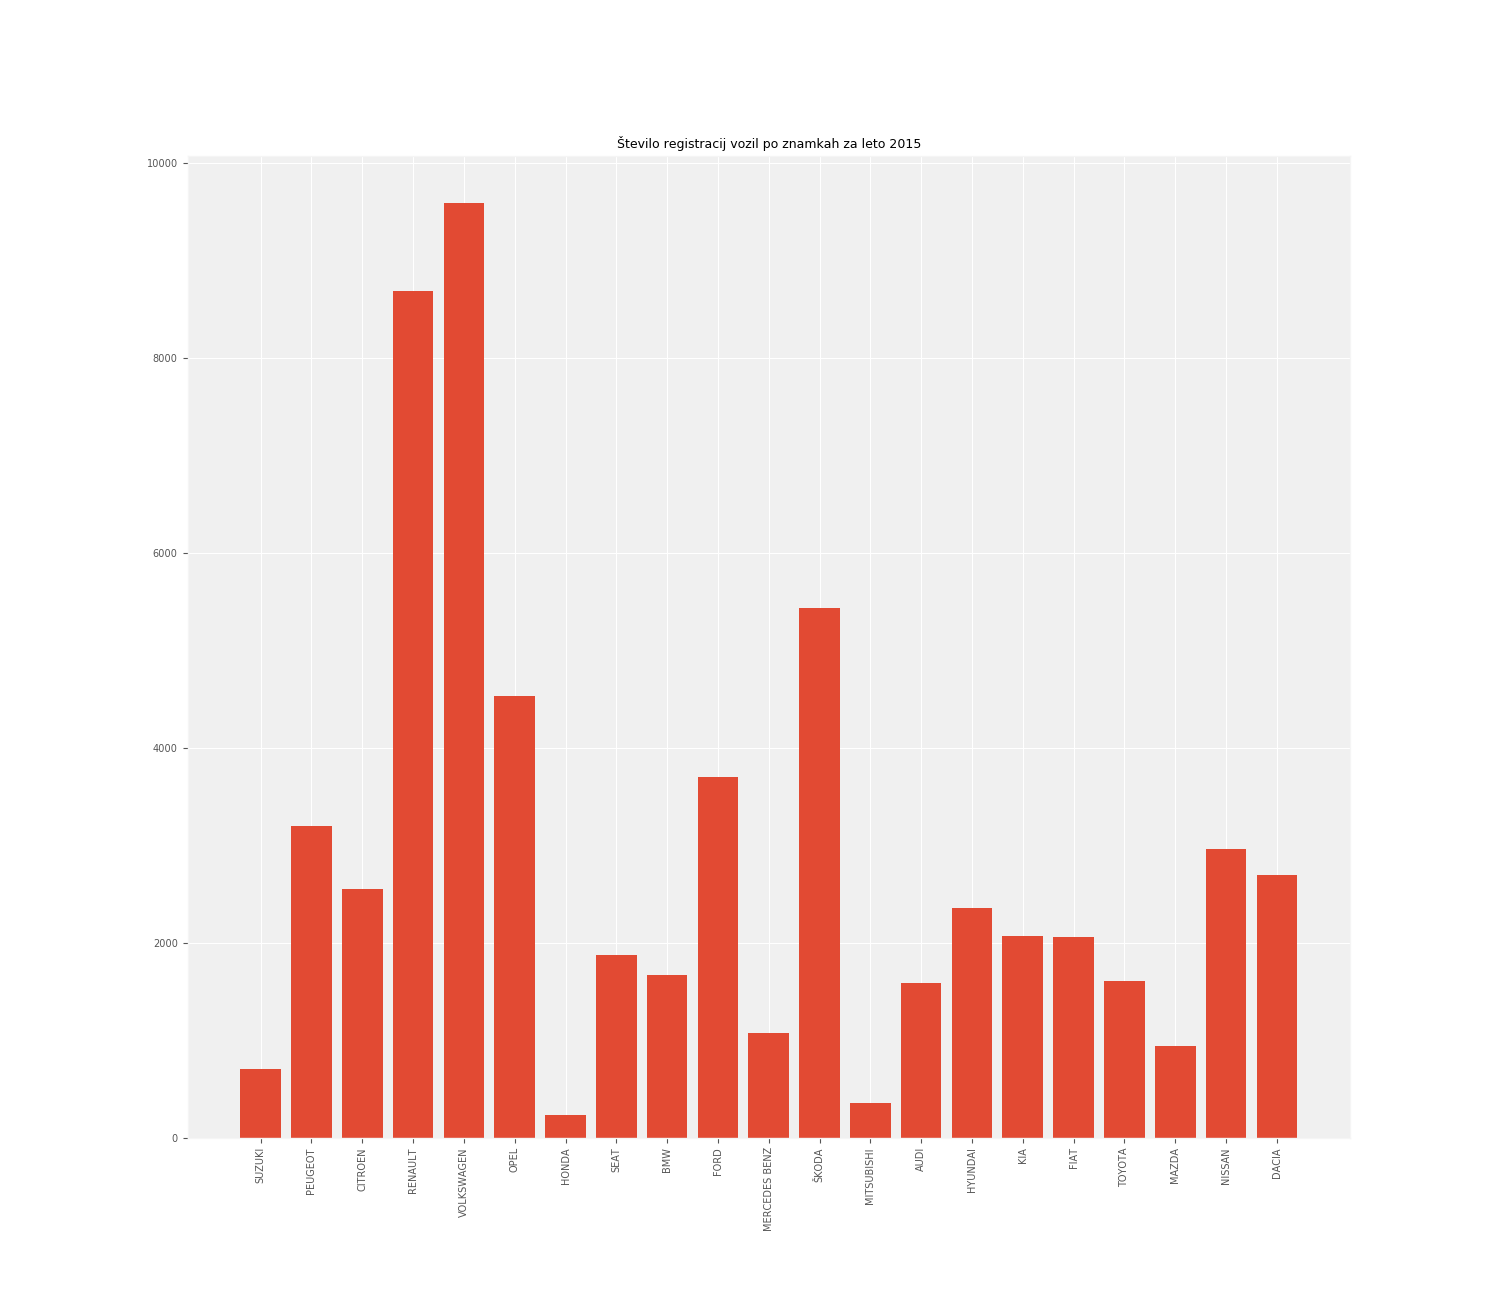 Število registracij vozil po znamkah za leto 2015
10000
8000
6000
4000
2000
0
SUZUKI
PEUGEOT
CITROEN
RENAULT
VOLKSWAGEN
OPEL
HONDA
SEAT
BMW
FORD
MERCEDES BENZ
ŠKODA
MITSUBISHI
AUDI
HYUNDAI
KIA
FIAT
TOYOTA
MAZDA
NISSAN
DACIA